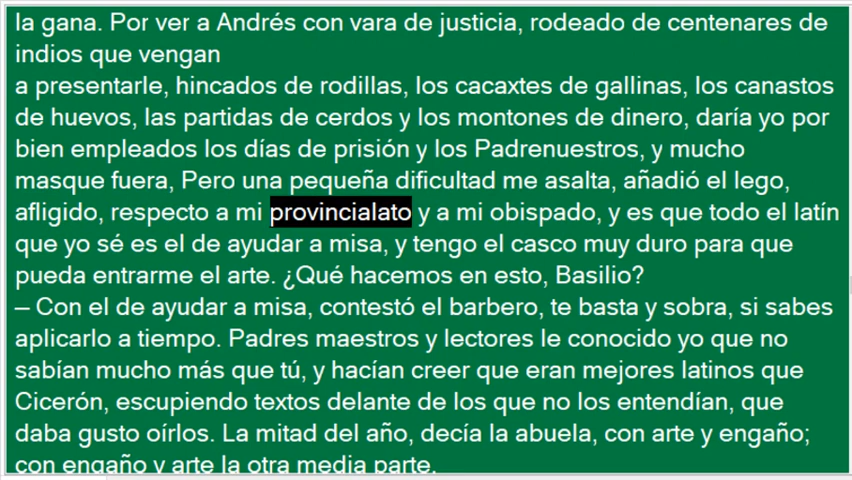 la gana. Por ver a Andrés con vara de justicia, rodeado de centenares de
indios que vengan
a presentarle, hincados de rodillas, los cacaxtes de gallinas, los canastos
de huevos, las partidas de cerdos y los montones de dinero, daría yo por
bien empleados los días de prisión y los Padrenuestros, y mucho
masque fuera, Pero una pequeña dificultad me asalta, añadió el lego,
afligido, respecto a mi provincialato y a mi obispado, y es que todo el latín
que yo sé es el de ayudar a misa, y tengo el casco muy duro para que
pueda entrarme el arte. ¿Qué hacemos en esto, Basilio?
– Con el de ayudar a misa, contestó el barbero, te basta y sobra, si sabes
aplicarlo a tiempo. Padres maestros y lectores le conocido yo que no
sabían mucho más que tú, y hacían creer que eran mejores latinos que
Cicerón, escupiendo textos delante de los que no los entendían, que
daba gusto oírlos. La mitad del año, decía la abuela, con arte y engaño;
con engaño y arte la otra media parte.